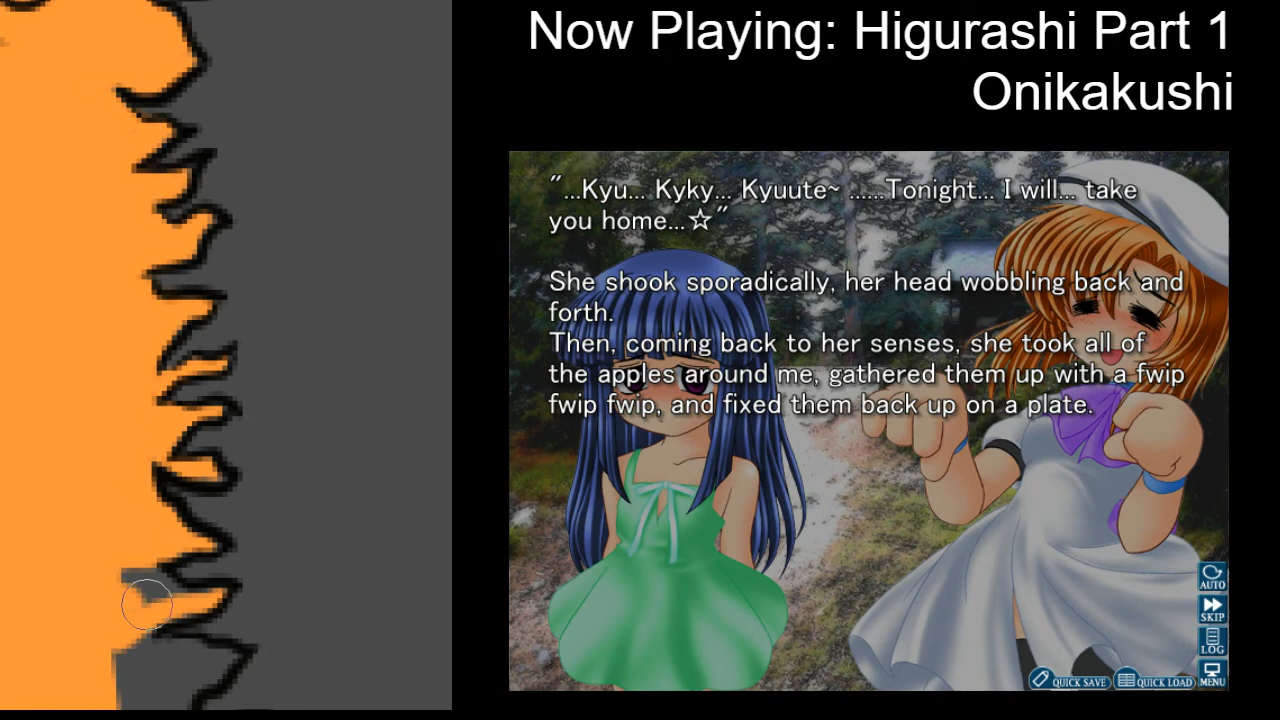 Now Playing: Higurashi Part 1
Onikakushi
"...Kyu... Kyky... Kyuute~ ......Tonight... I will... take
you home...☆"
She shook sporadically, her head wobbling back and
forth.
Then, coming back to her senses, she took all of
the apples around me, gathered them up with a fwip
fwip fwip, and fixed them back up on a plate.
AUTO
SKIP
LOG
MENU
QUICK SAVE
QUICK LOAD